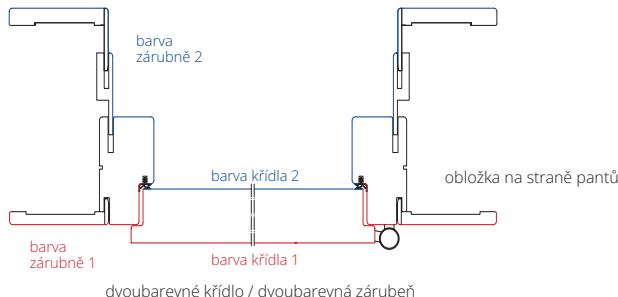 barva
zárubně 2
barva křídla 2
obložka na straně pantů
barva
zárubně 1
barva křídla 1
dvoubarevné křídlo / dvoubarevná zárubeň